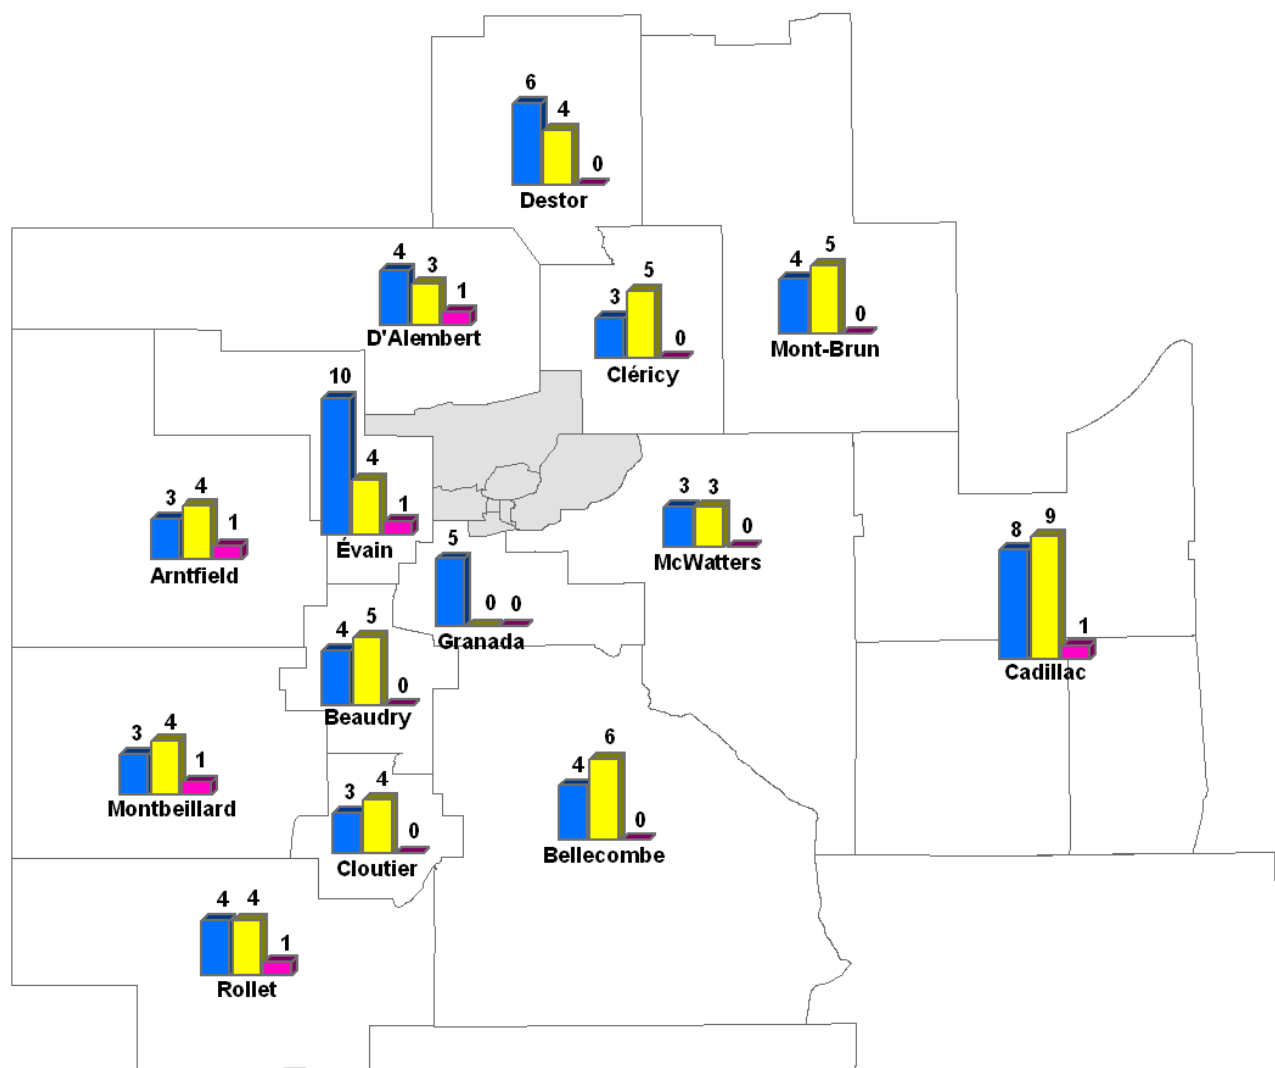 6 4 0
Destor
4 3 1
D'Alembert
3 5 0
Cléricy
4 5 0
Mont-Brun
10 4 1
Évain
3 4 1
Arntfield
3 3 0
McWatters
8 9 1
Cadillac
5 0 0
Granada
4 5 0
Beaudry
3 4 1
Montbeillard
3 4 0
Cloutier
4 6 0
Bellecombe
4 4 1
Rollet